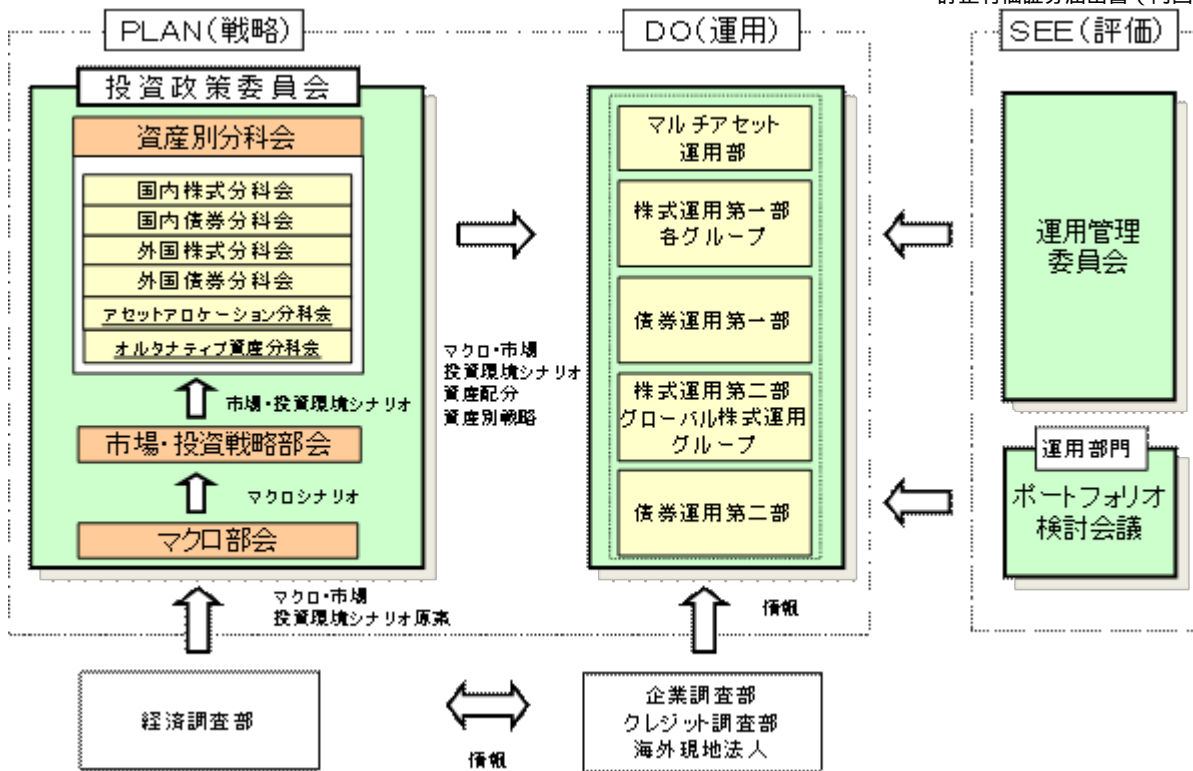 PLAN(戦略)
DO(運用)
SEE(評価)
投資政策委員会
資産別分科会
国内株式分科会
国内債券分科会
外国株式分科会
外国債券分科会
アセットアロケーション分科会
オルタナティブ資産分科会
市場・投資環境シナリオ
市場・投資戦略部会
マクロシナリオ
マクロ部会
マクロ・市場
投資環境シナリオ
資産配分
資産別戦略
マルチアセット
運用部
株式運用第一部
各グループ
債券運用第一部
株式運用第二部
グローバル株式運用
グループ
債券運用第二部
運用管理
委員会
運用部門
ポートフォリオ
検討会議
マクロ・市場
投資環境シナリオ原案
情報
経済調査部
情報
企業調査部
クレジット調査部
海外現地法人